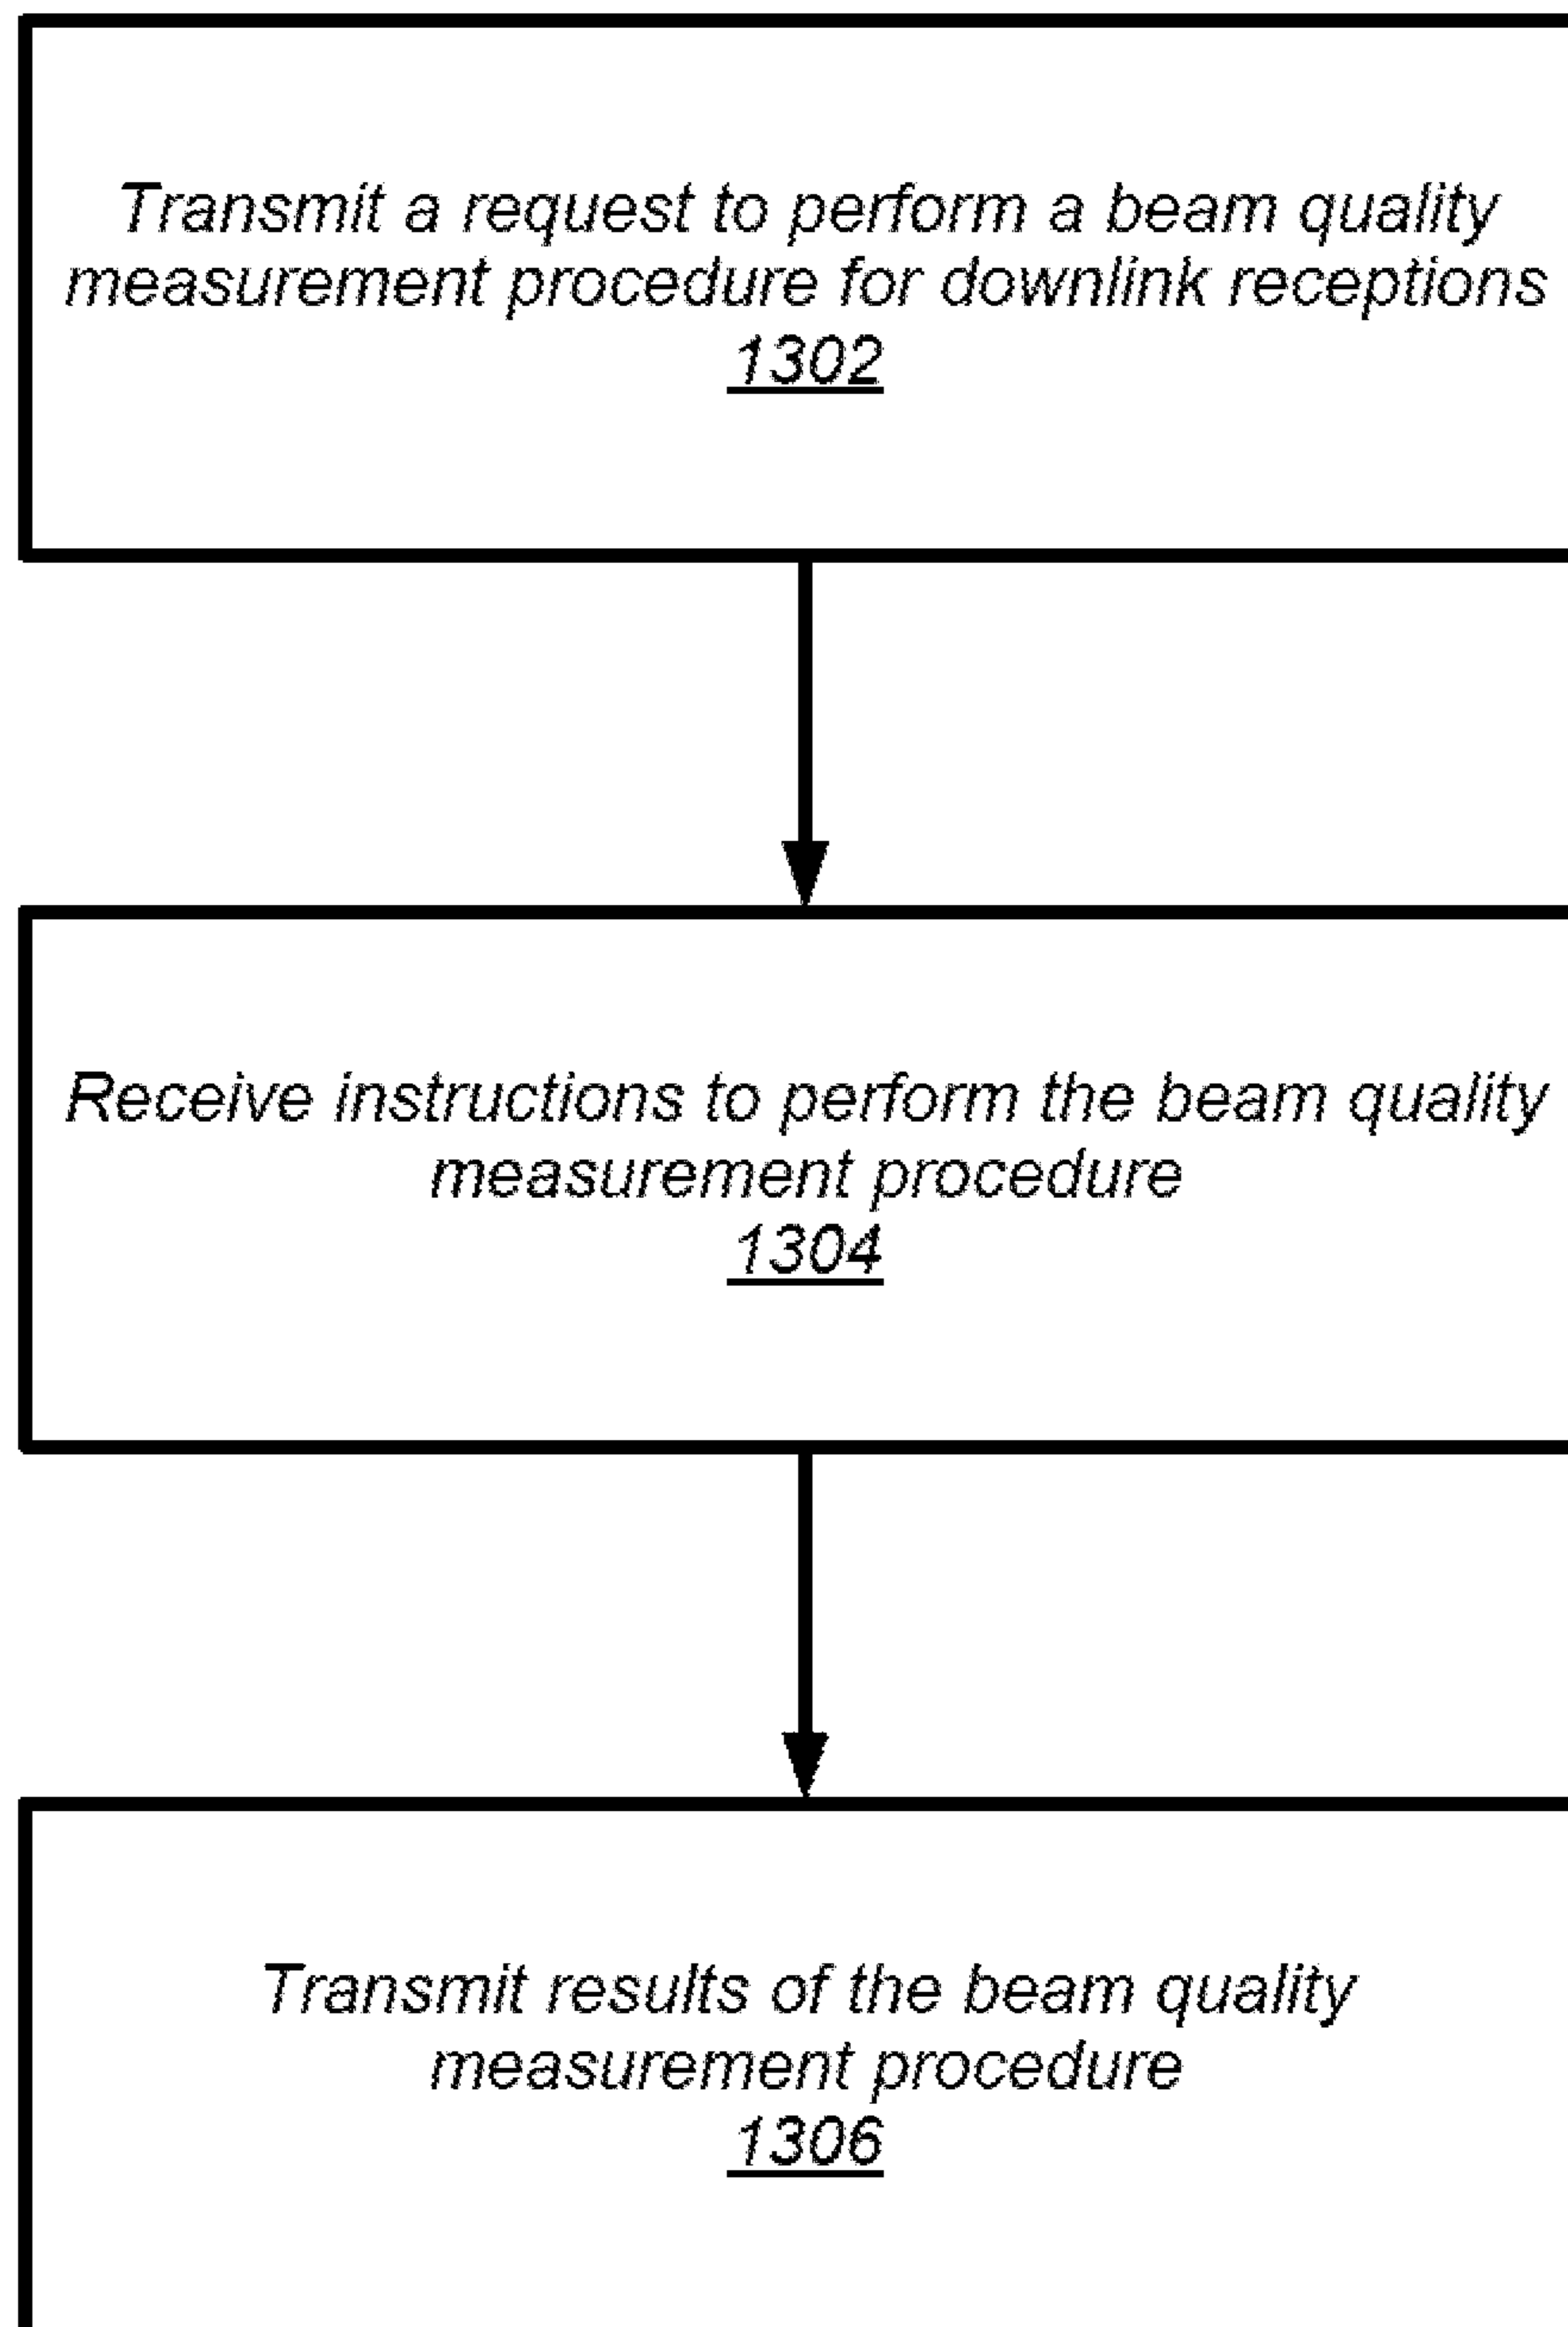 Transmit a request to perform a beam quality
measurement procedure for downlink receptions
1302
Receive instructions to perform the beam quality
measurement procedure
1304
Transmit results of the beam quality
measurement procedure
1306